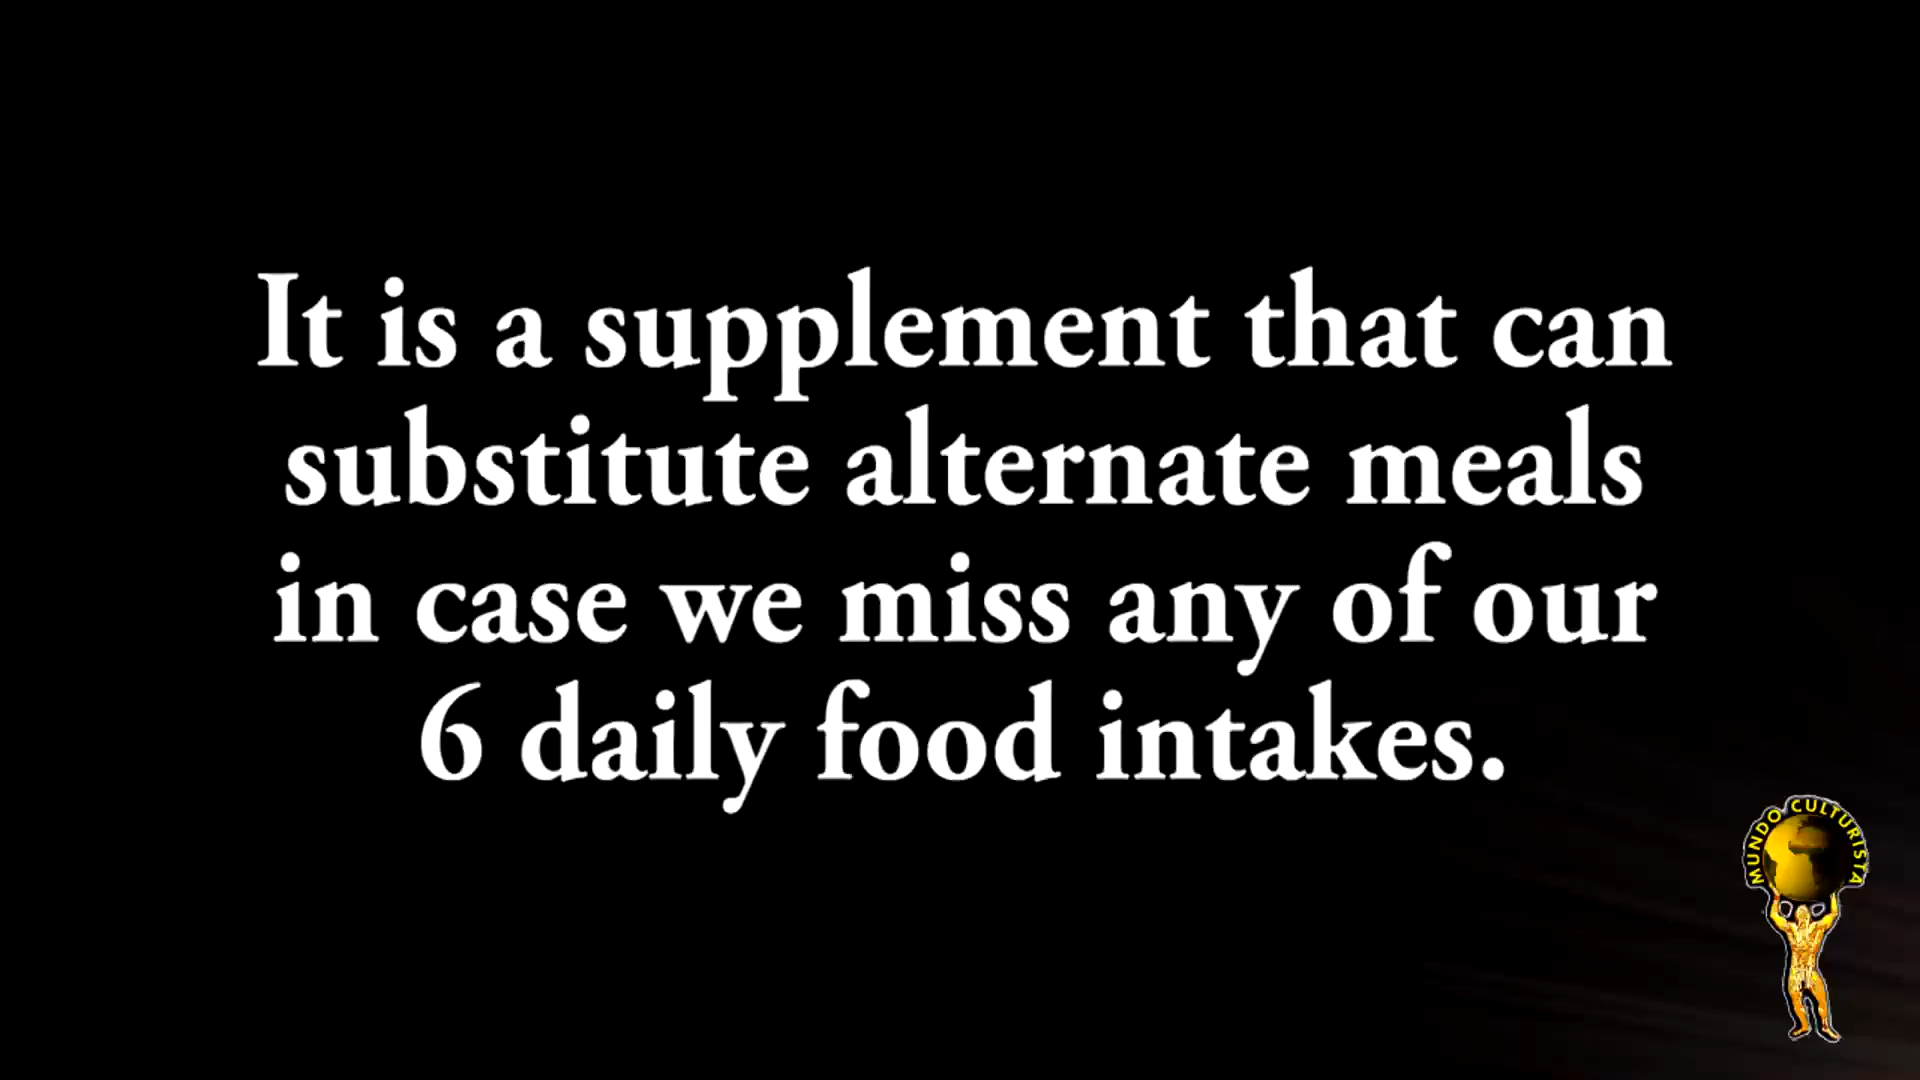 It is a supplement that can
substitute alternate meals
in case we miss any of our
6 daily food intakes.
MUNDO CULTURISTA